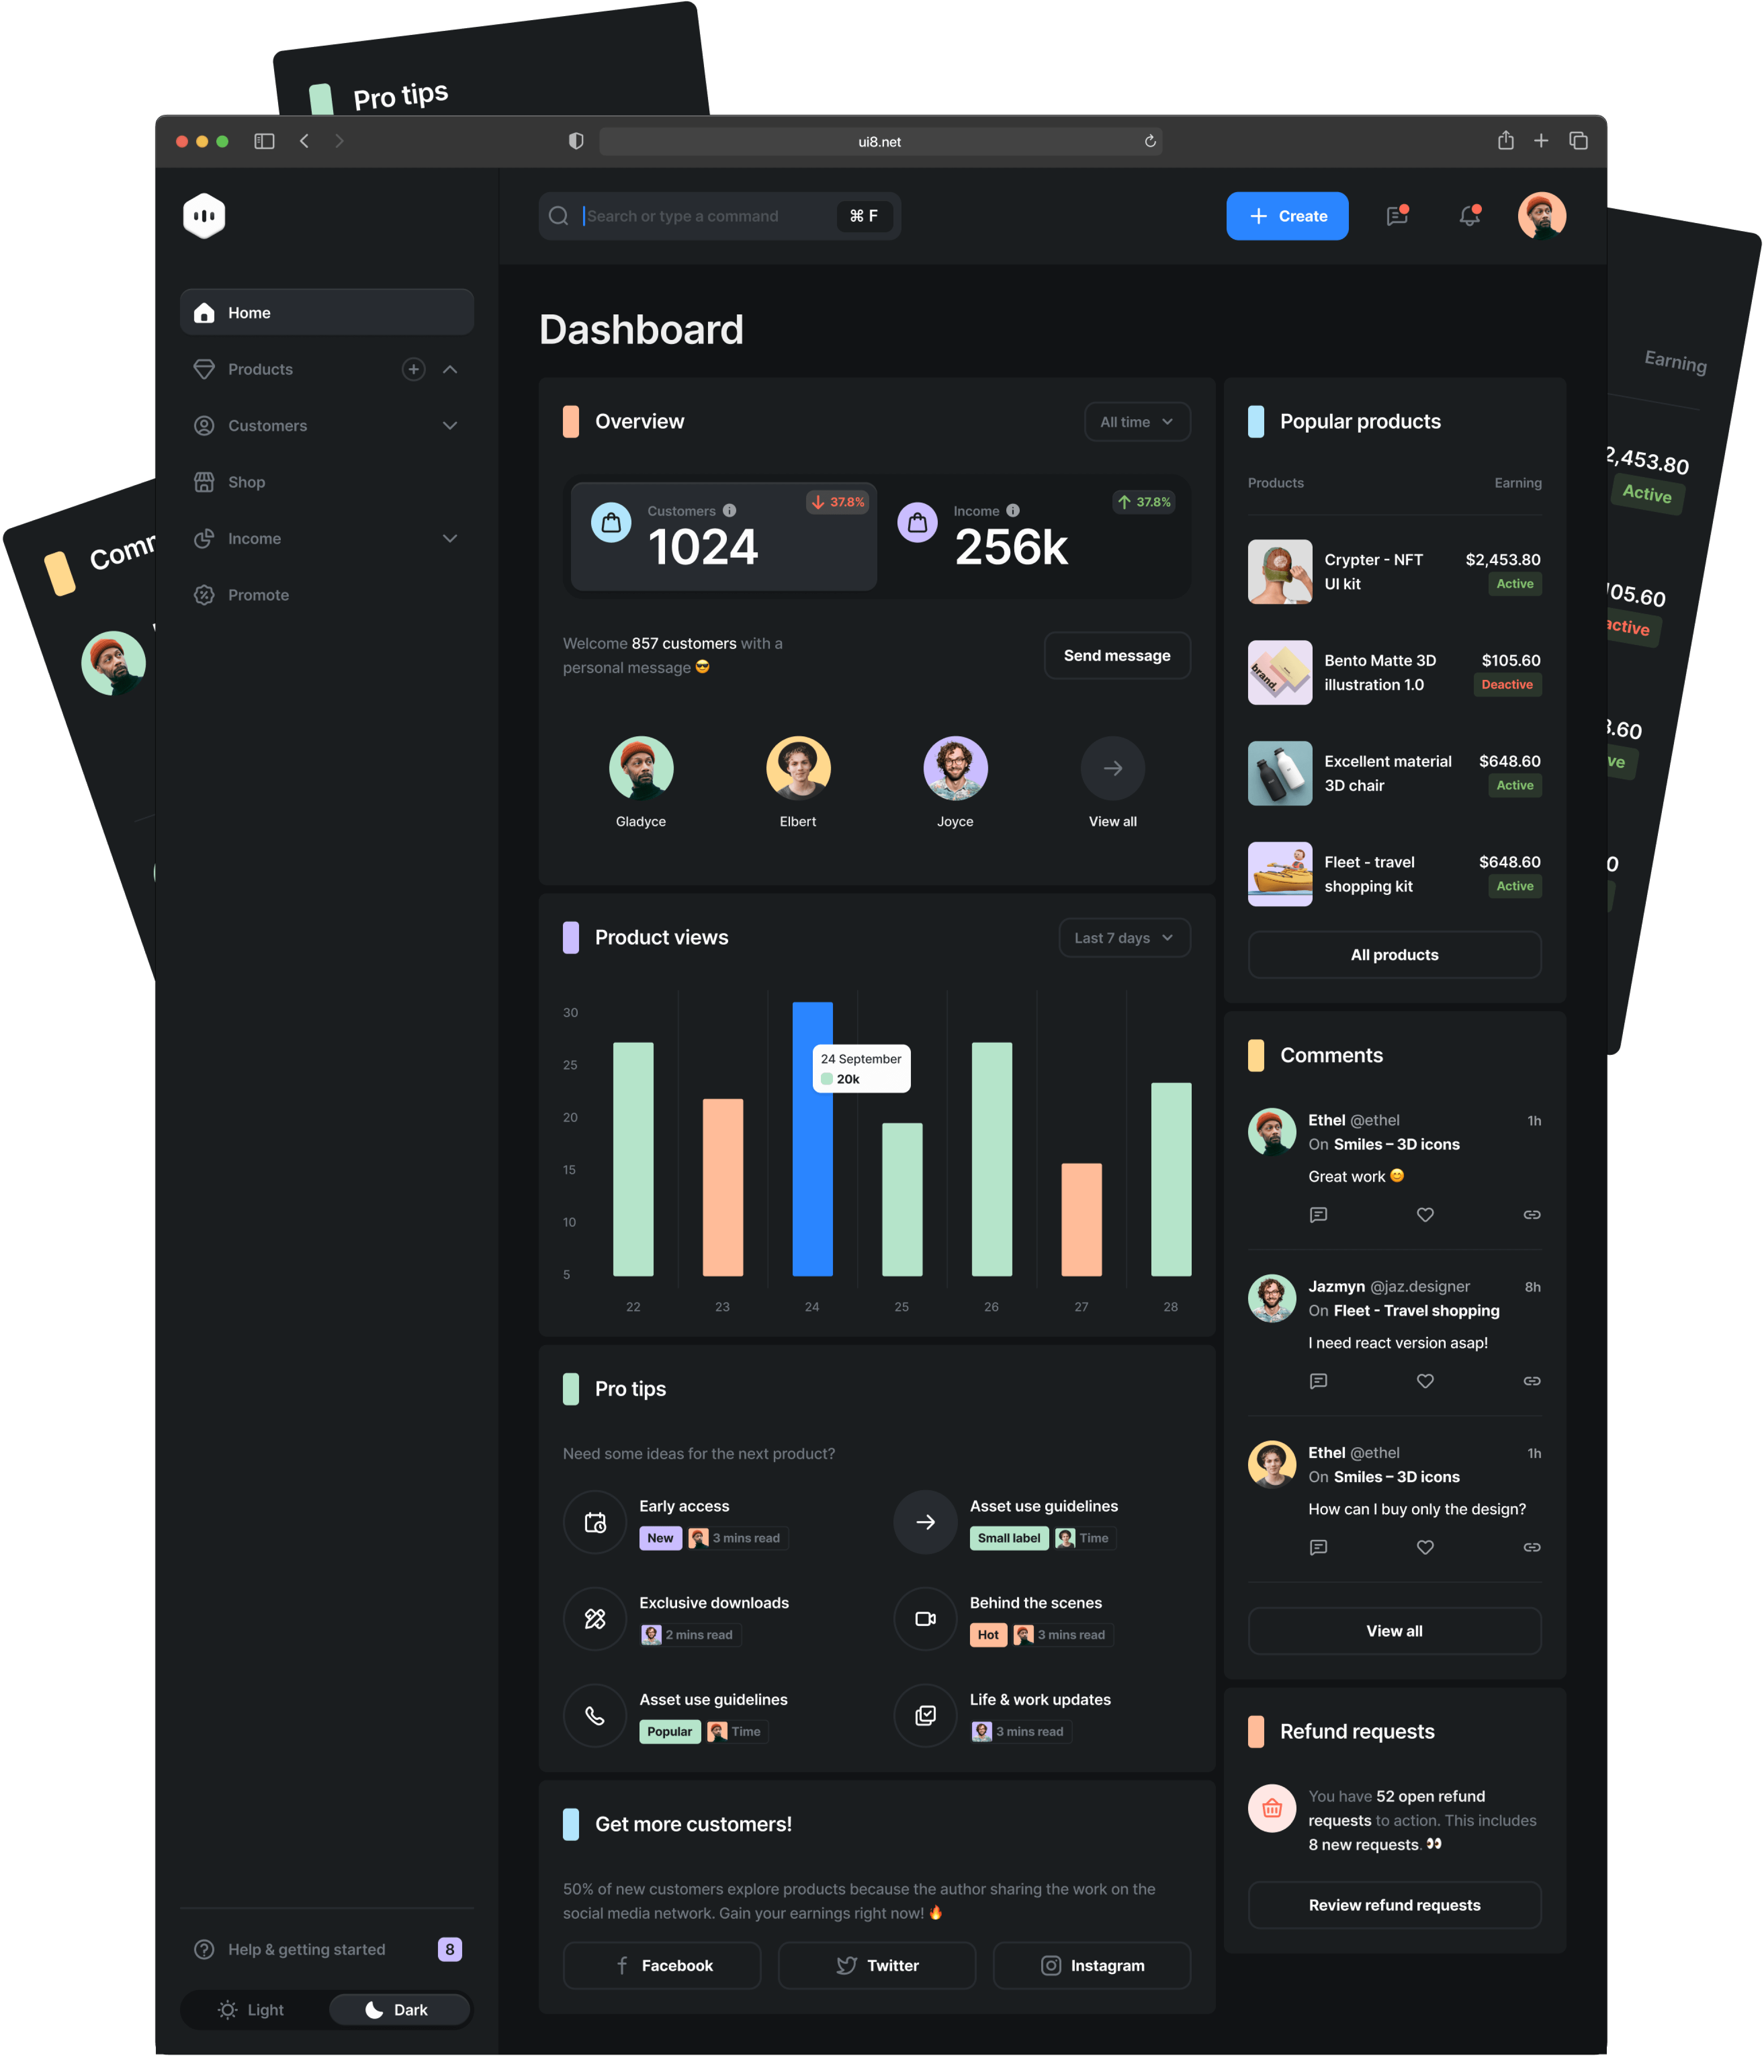 Pro tips
ui8.net
Search or type a command
⌘ F
Create
Home
Products
Customers
Shop
Income
Promote
Help & getting started
8
Light
Dark
Dashboard
Overview
All time
Customers
37.8%
1024
Income
37.8%
256k
Welcome 857 customers with a
personal message 😎
Send message
Gladyce
Elbert
Joyce
View all
Product views
Last 7 days
30
25
20
15
10
5
24 September
20k
22
23
24
25
26
27
28
Pro tips
Need some ideas for the next product?
Early access
New
3 mins read
Asset use guidelines
Small label
Time
Exclusive downloads
2 mins read
Behind the scenes
Hot
3 mins read
Asset use guidelines
Popular
Time
Life & work updates
3 mins read
Get more customers!
50% of new customers explore products because the author sharing the work on the
social media network. Gain your earnings right now! 🔥
Facebook
Twitter
Instagram
Popular products
Products
Earning
Crypter - NFT
UI kit
$2,453.80
Active
brand.
Bento Matte 3D
illustration 1.0
$105.60
Deactive
Excellent material
3D chair
$648.60
Active
Fleet - travel
shopping kit
$648.60
Active
All products
Comments
Ethel @ethel
1h
On Smiles – 3D icons
Great work 😊
Jazmyn @jaz.designer
8h
On Fleet - Travel shopping
I need react version asap!
Ethel @ethel
1h
On Smiles – 3D icons
How can I buy only the design?
View all
Refund requests
You have 52 open refund
requests to action. This includes
8 new requests. 👀
Review refund requests
Comm
Earning
2,453.80
Active
105.60
active
3.60
ve
0